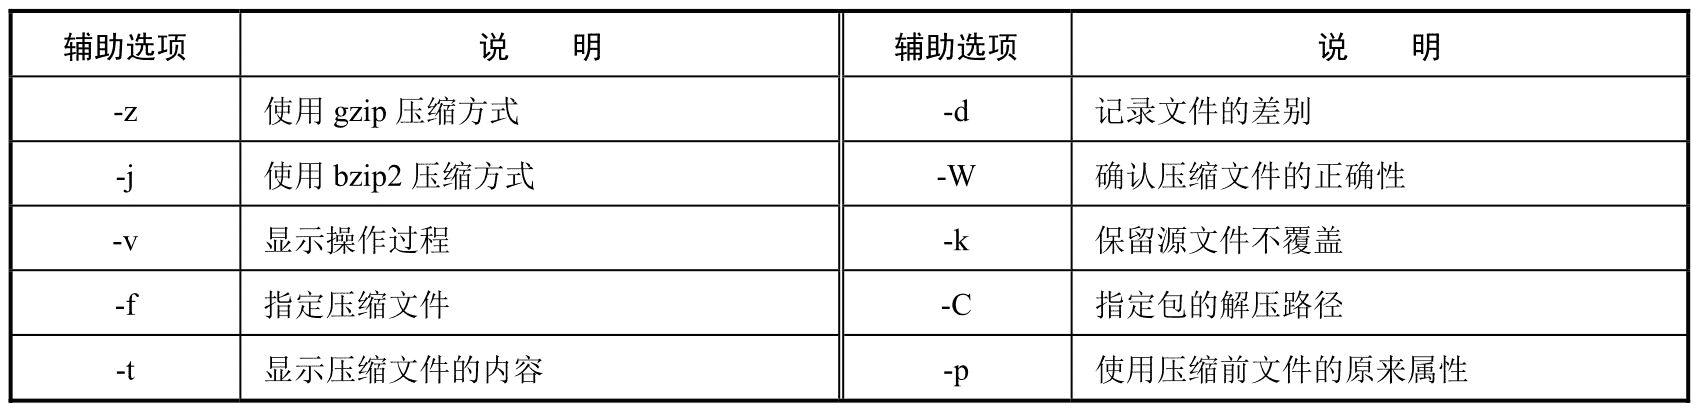 辅助选项 说 明 辅助选项 说 明
-z 使用 gzip 压缩方式 -d 记录文件的差别
-j 使用 bzip2 压缩方式 -W 确认压缩文件的正确性
-v 显示操作过程 -k 保留源文件不覆盖
-f 指定压缩文件 -C 指定包的解压路径
-t 显示压缩文件的内容 -p 使用压缩前文件的原来属性